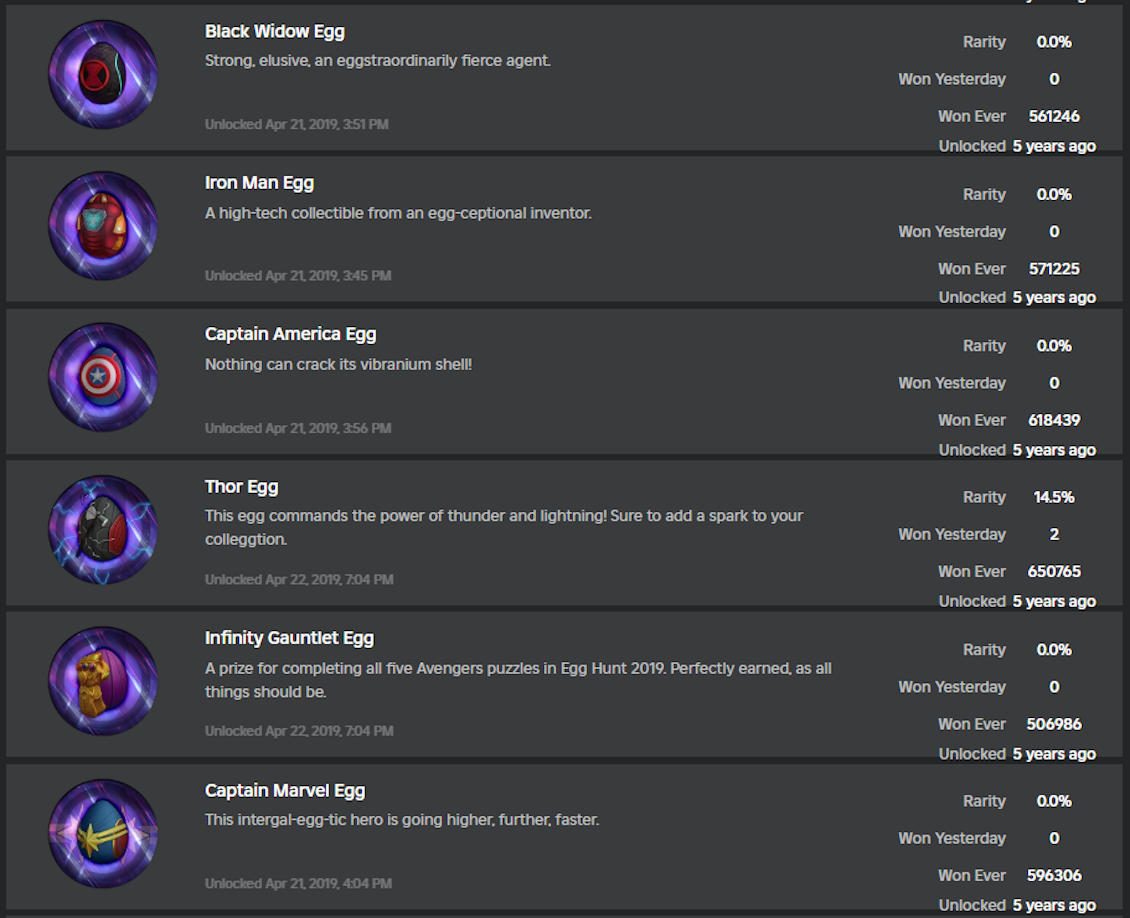 Black Widow Egg
Strong, elusive, an eggstraordinarily fierce agent.
Unlocked Apr 21, 2019, 3:51 PM
Rarity 0.0%
Won Yesterday 0
Won Ever 561246
Unlocked 5 years ago
Iron Man Egg
A high-tech collectible from an egg-ceptional inventor.
Unlocked Apr 21, 2019, 3:45 PM
Rarity 0.0%
Won Yesterday 0
Won Ever 571225
Unlocked 5 years ago
Captain America Egg
Nothing can crack its vibranium shell!
Unlocked Apr 21, 2019, 3:56 PM
Rarity 0.0%
Won Yesterday 0
Won Ever 618439
Unlocked 5 years ago
Thor Egg
This egg commands the power of thunder and lightning! Sure to add a spark to your
colleggtion.
Unlocked Apr 22, 2019, 7:04 PM
Rarity 14.5%
Won Yesterday 2
Won Ever 650765
Unlocked 5 years ago
Infinity Gauntlet Egg
A prize for completing all five Avengers puzzles in Egg Hunt 2019. Perfectly earned, as all
things should be.
Unlocked Apr 22, 2019, 7:04 PM
Rarity 0.0%
Won Yesterday 0
Won Ever 506986
Unlocked 5 years ago
Captain Marvel Egg
This intergal-egg-tic hero is going higher, further, faster.
Unlocked Apr 21, 2019, 4:04 PM
Rarity 0.0%
Won Yesterday 0
Won Ever 596306
Unlocked 5 years ago